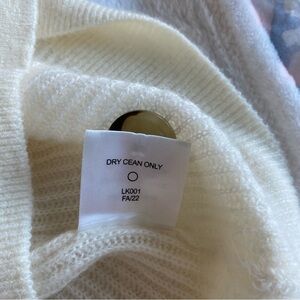 DRY CEAN ONLY
LK001
FA/22